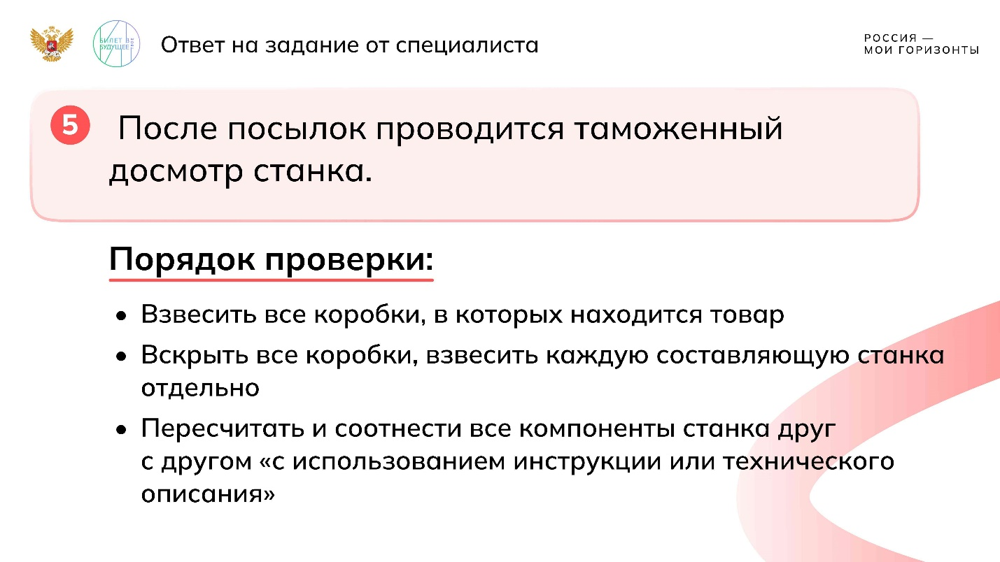 БИЛЕТ В
БУДУЩЕЕ
Ответ на задание от специалиста
РОССИЯ —
МОИ ГОРИЗОНТЫ
5
После посылок проводится таможенный
досмотр станка.
Порядок проверки:
• Взвесить все коробки, в которых находится товар
• Вскрыть все коробки, взвесить каждую составляющую станка
отдельно
• Пересчитать и соотнести все компоненты станка друг
с другом «с использованием инструкции или технического
описания»